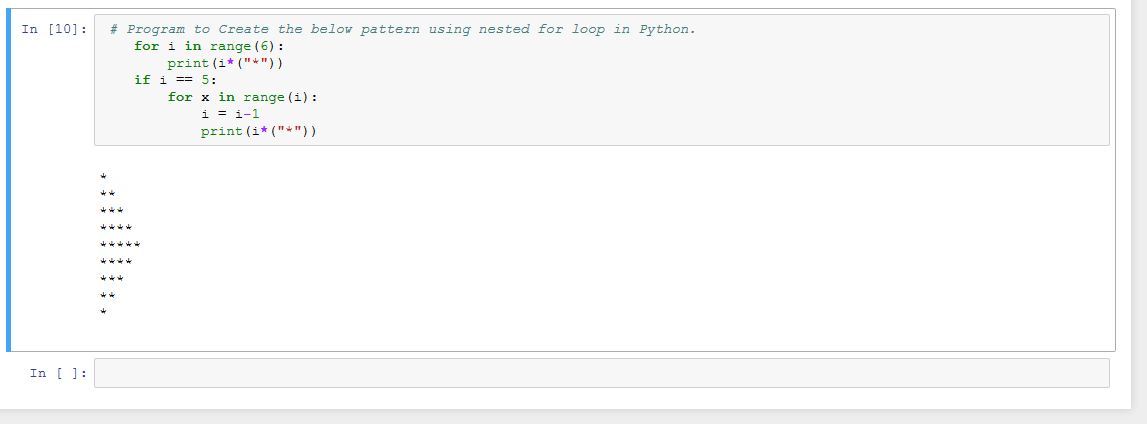 In [10]: # Program to Create the below pattern using nested for loop in Python.
for i in range(6):
print(i*("*"))
if i == 5:
for x in range(i):
i = i-1
print(i*("*"))
*
**
***
****
*****
****
***
**
*
In [ ]: